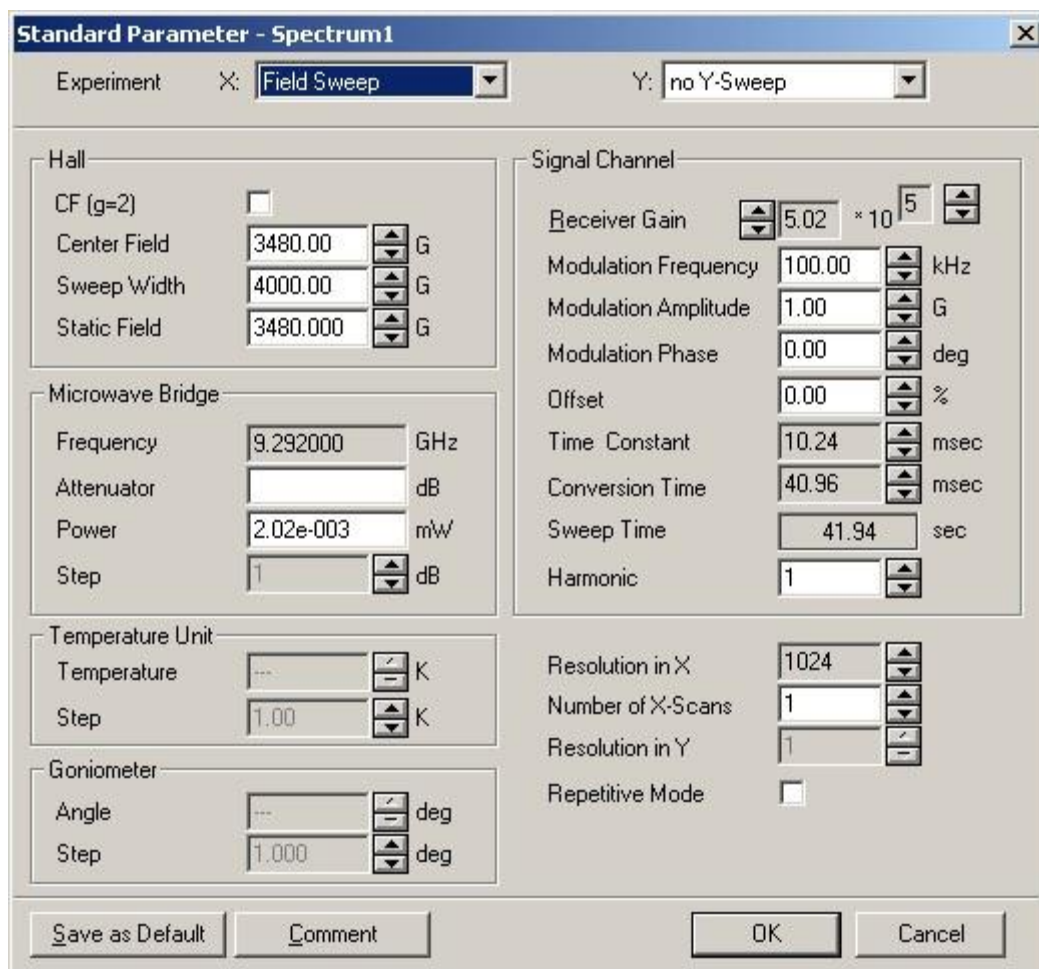 Standard Parameter - Spectrum1
Experiment X: Field Sweep Y: no Y-Sweep
Hall
CF (g=2)
Center Field 3480.00 G
Sweep Width 4000.00 G
Static Field 3480.000 G
Microwave Bridge
Frequency 9.292000 GHz
Attenuator dB
Power 2.02e-003 mW
Step 1 dB
Temperature Unit
Temperature --- K
Step 1.00 K
Goniometer
Angle --- deg
Step 1.000 deg
Signal Channel
Receiver Gain 5.02 * 10 5
Modulation Frequency 100.00 kHz
Modulation Amplitude 1.00 G
Modulation Phase 0.00 deg
Offset 0.00 %
Time Constant 10.24 msec
Conversion Time 40.96 msec
Sweep Time 41.94 sec
Harmonic 1
Resolution in X 1024
Number of X-Scans 1
Resolution in Y 1
Repetitive Mode
Save as Default Comment OK Cancel